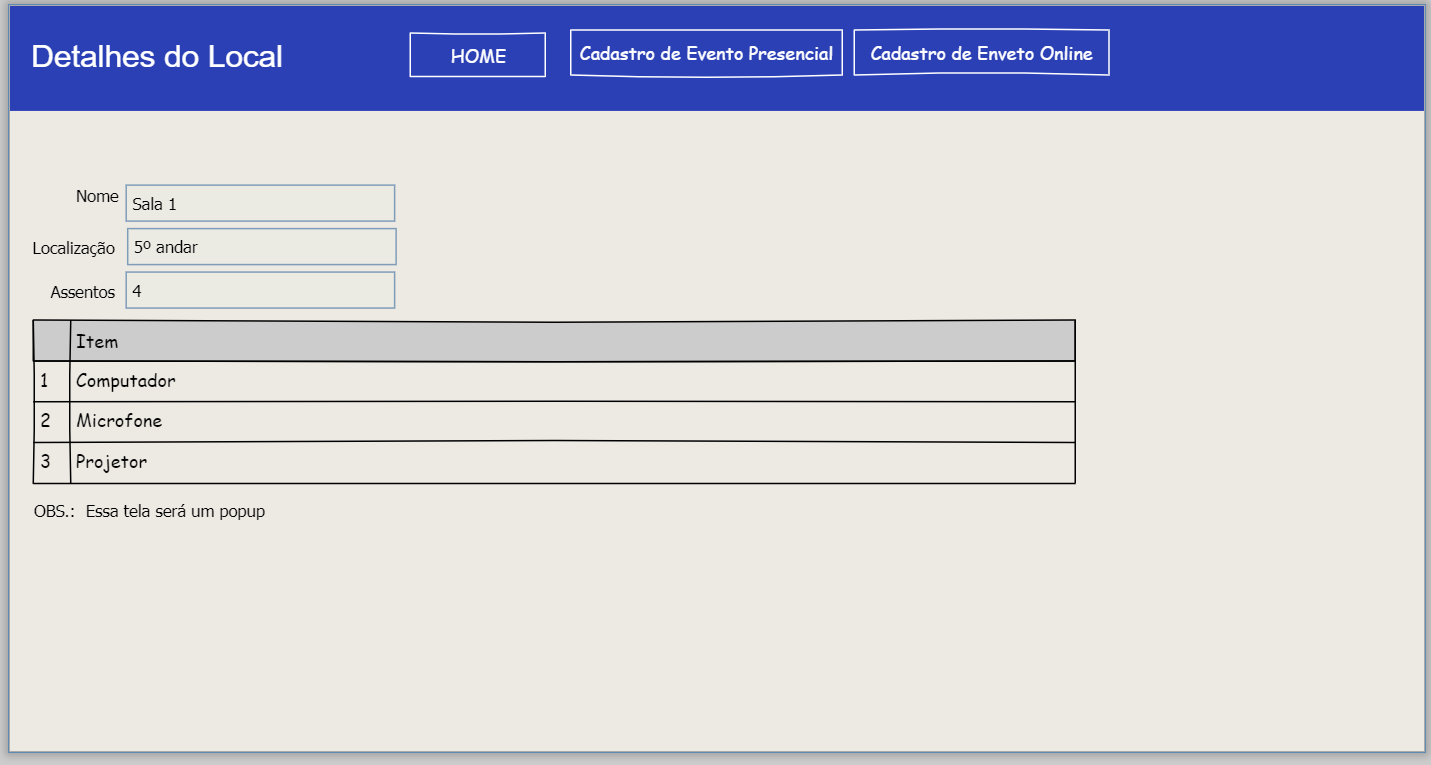 Detalhes do Local
HOME
Cadastro de Evento Presencial
Cadastro de Enveto Online
Nome
Sala 1
Localização
5º andar
Assentos
4
Item
1 Computador
2 Microfone
3 Projetor
OBS.: Essa tela será um popup